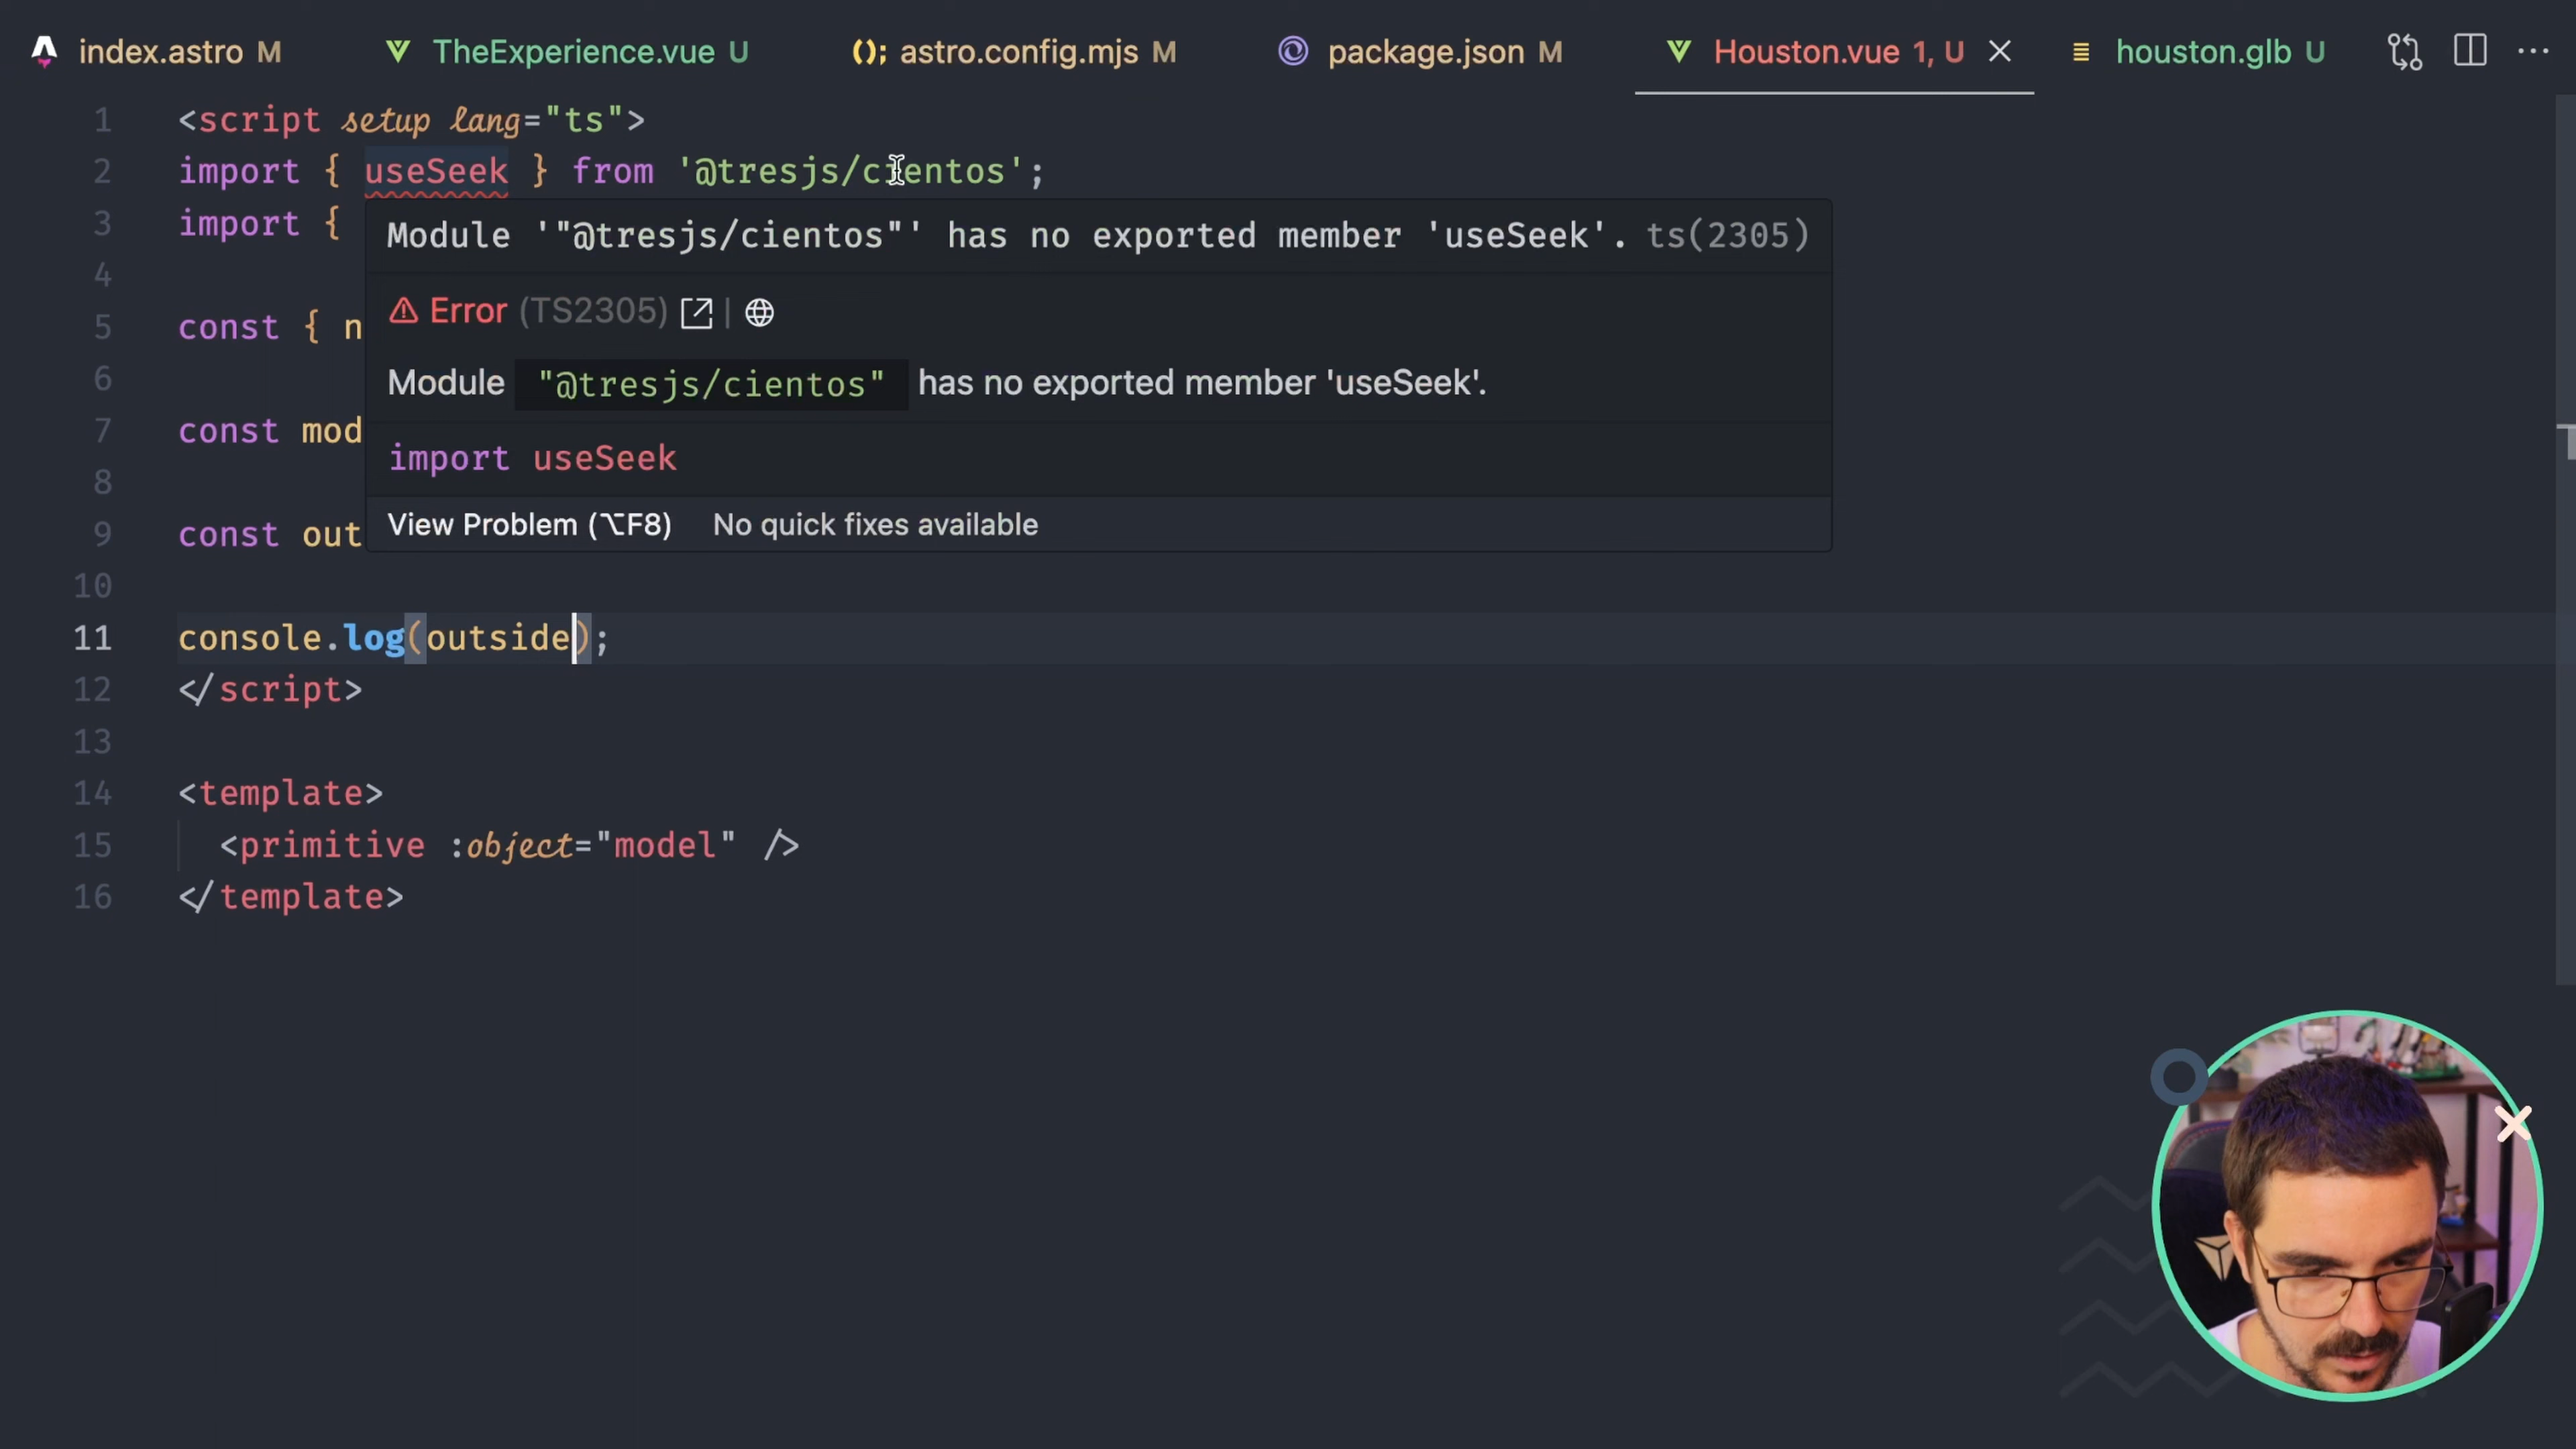 index.astro M TheExperience.vue U (); astro.config.mjs M package.json M Houston.vue 1, U houston.glb U
1 <script setup lang="ts">
2 import { useSeek } from '@tresjs/cientos';
3 import {
Module '"@tresjs/cientos"' has no exported member 'useSeek'. ts(2305)
4
Error (TS2305) |
5 const { n
6
Module "@tresjs/cientos" has no exported member 'useSeek'.
7 const mod
import useSeek
8
9 const out
View Problem (⌥F8) No quick fixes available
10
11 console.log(outside);
12 </script>
13
14 <template>
15 <primitive :object="model" />
16 </template>